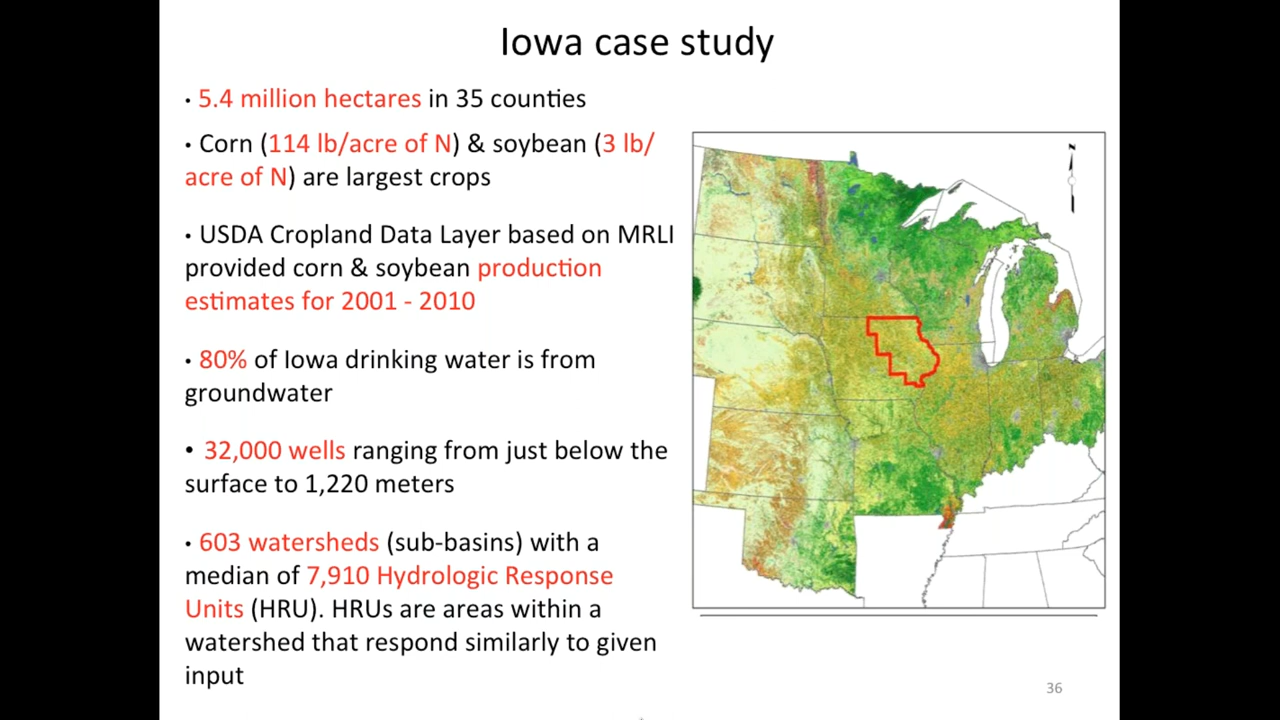 Iowa case study
• 5.4 million hectares in 35 counties
• Corn (114 lb/acre of N) & soybean (3 lb/
acre of N) are largest crops
• USDA Cropland Data Layer based on MRLI
provided corn & soybean production
estimates for 2001 - 2010
• 80% of Iowa drinking water is from
groundwater
• 32,000 wells ranging from just below the
surface to 1,220 meters
• 603 watersheds (sub-basins) with a
median of 7,910 Hydrologic Response
Units (HRU). HRUs are areas within a
watershed that respond similarly to given
input
N
36